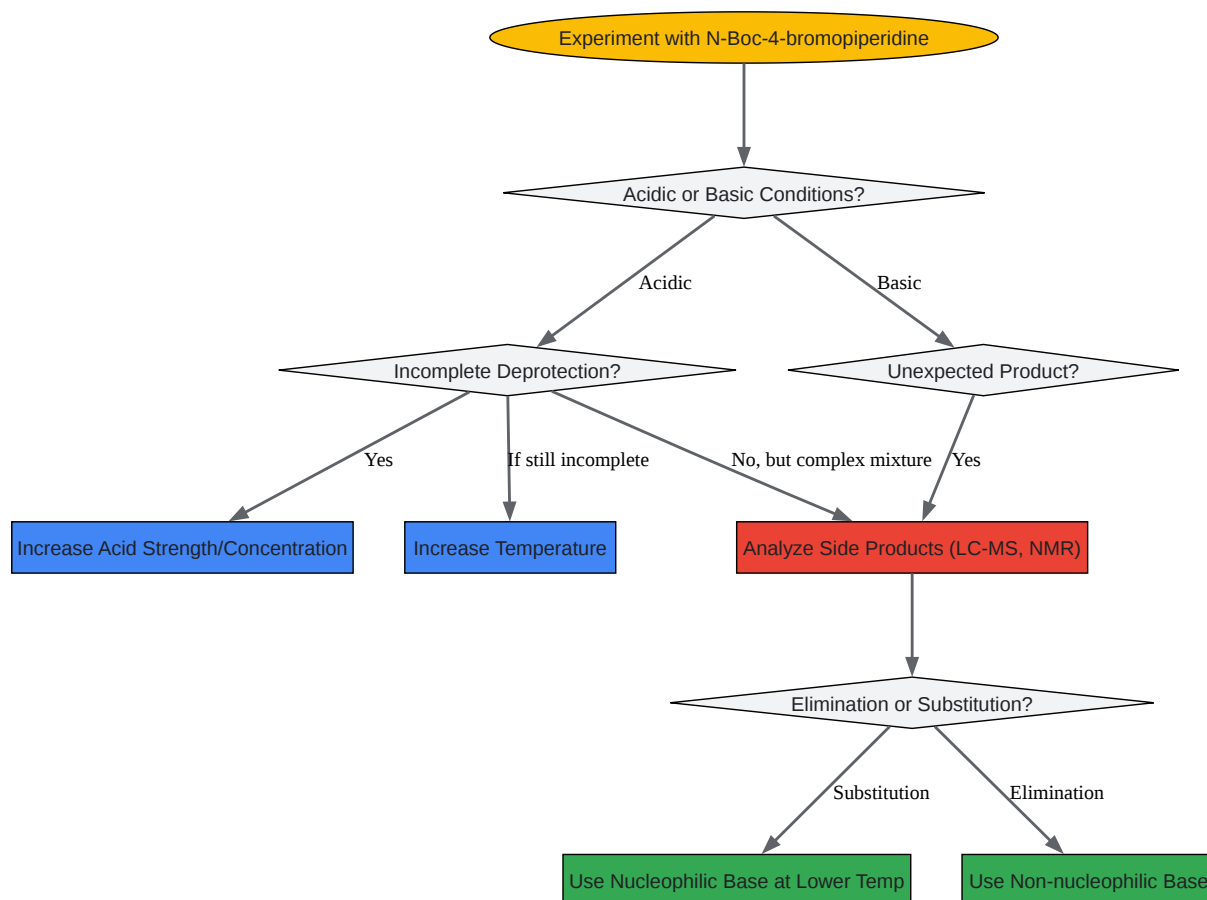 Experiment with N-Boc-4-bromopiperidine
Acidic or Basic Conditions?
Acidic
Basic
Incomplete Deprotection?
Unexpected Product?
Yes
If still incomplete
No, but complex mixture
Yes
Increase Acid Strength/Concentration
Increase Temperature
Analyze Side Products (LC-MS, NMR)
Elimination or Substitution?
Substitution
Elimination
Use Nucleophilic Base at Lower Temp
Use Non-nucleophilic Base